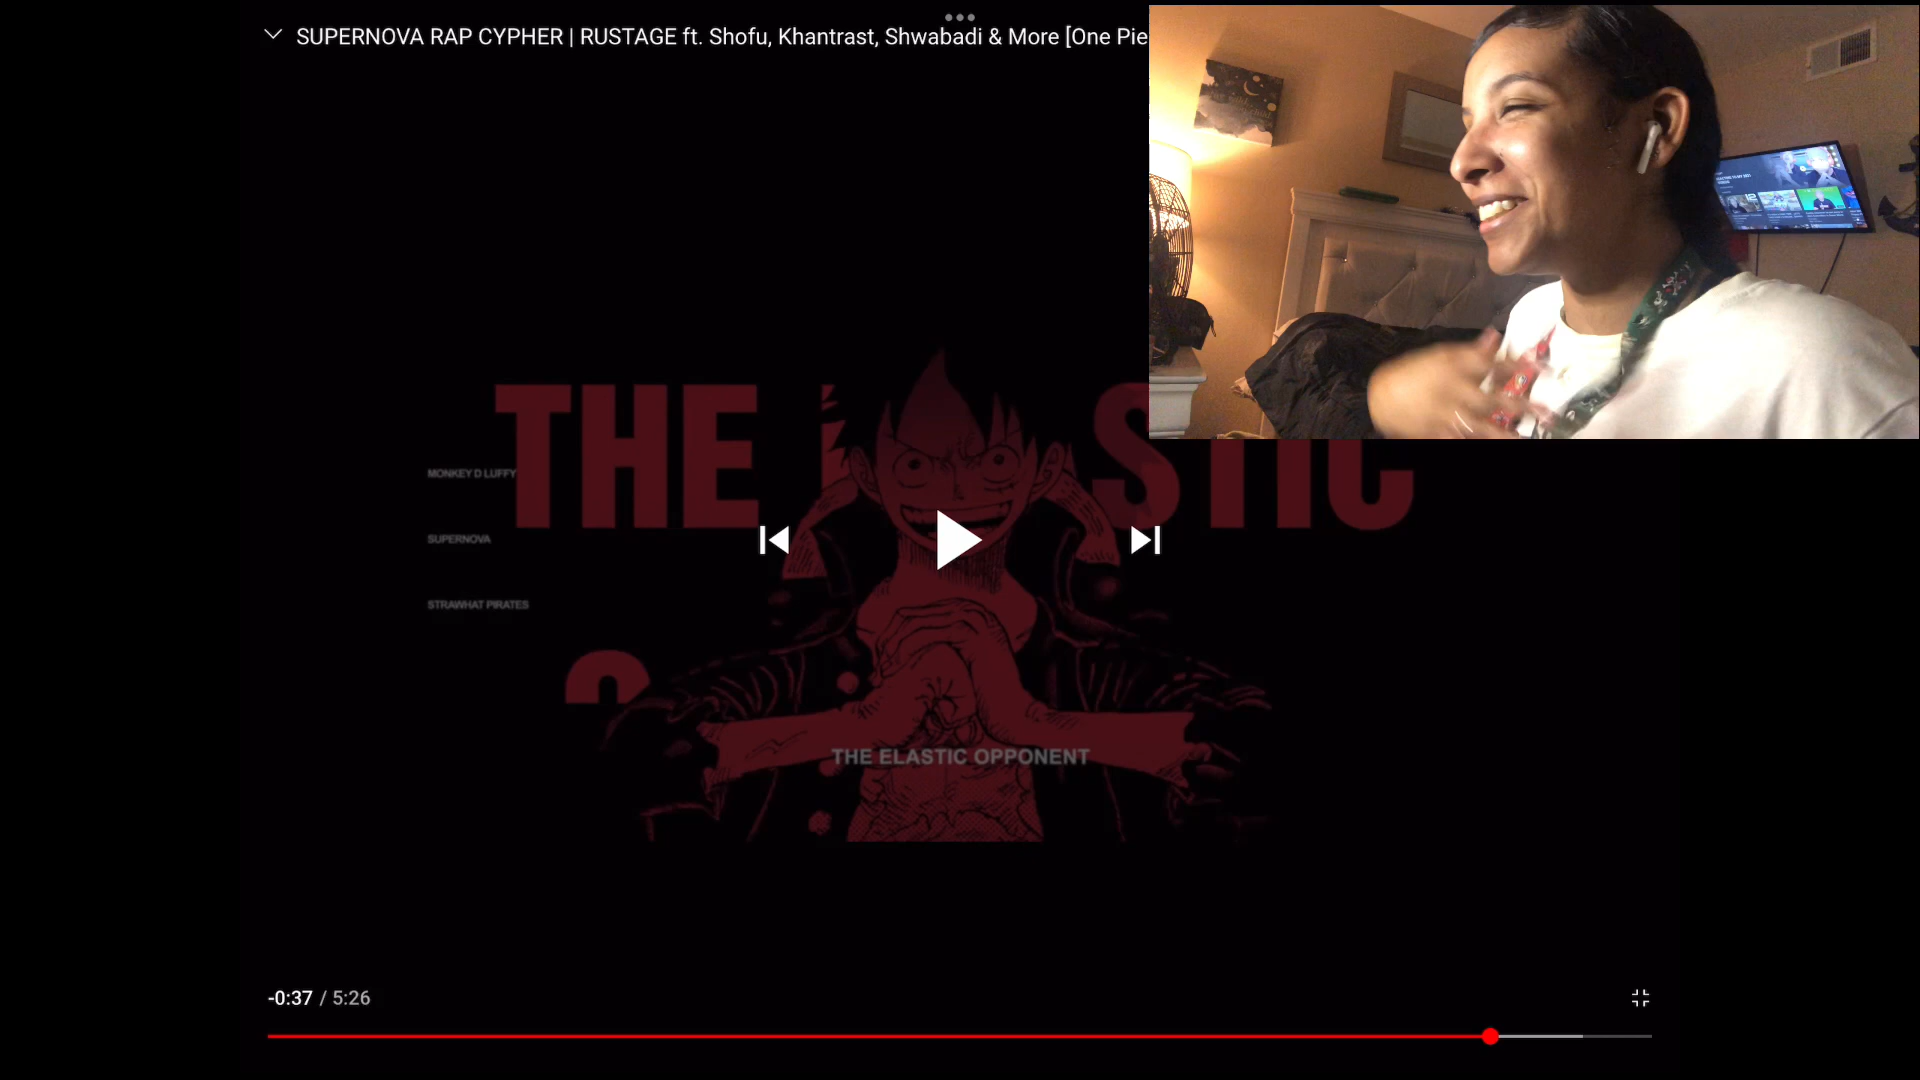 SUPERNOVA RAP CYPHER | RUSTAGE ft. Shofu, Khantrast, Shwabadi & More [One Pie
THE
STIC
MONKEY D LUFFY
SUPERNOVA
STRAWHAT PIRATES
THE ELASTIC OPPONENT
-0:37 / 5:26